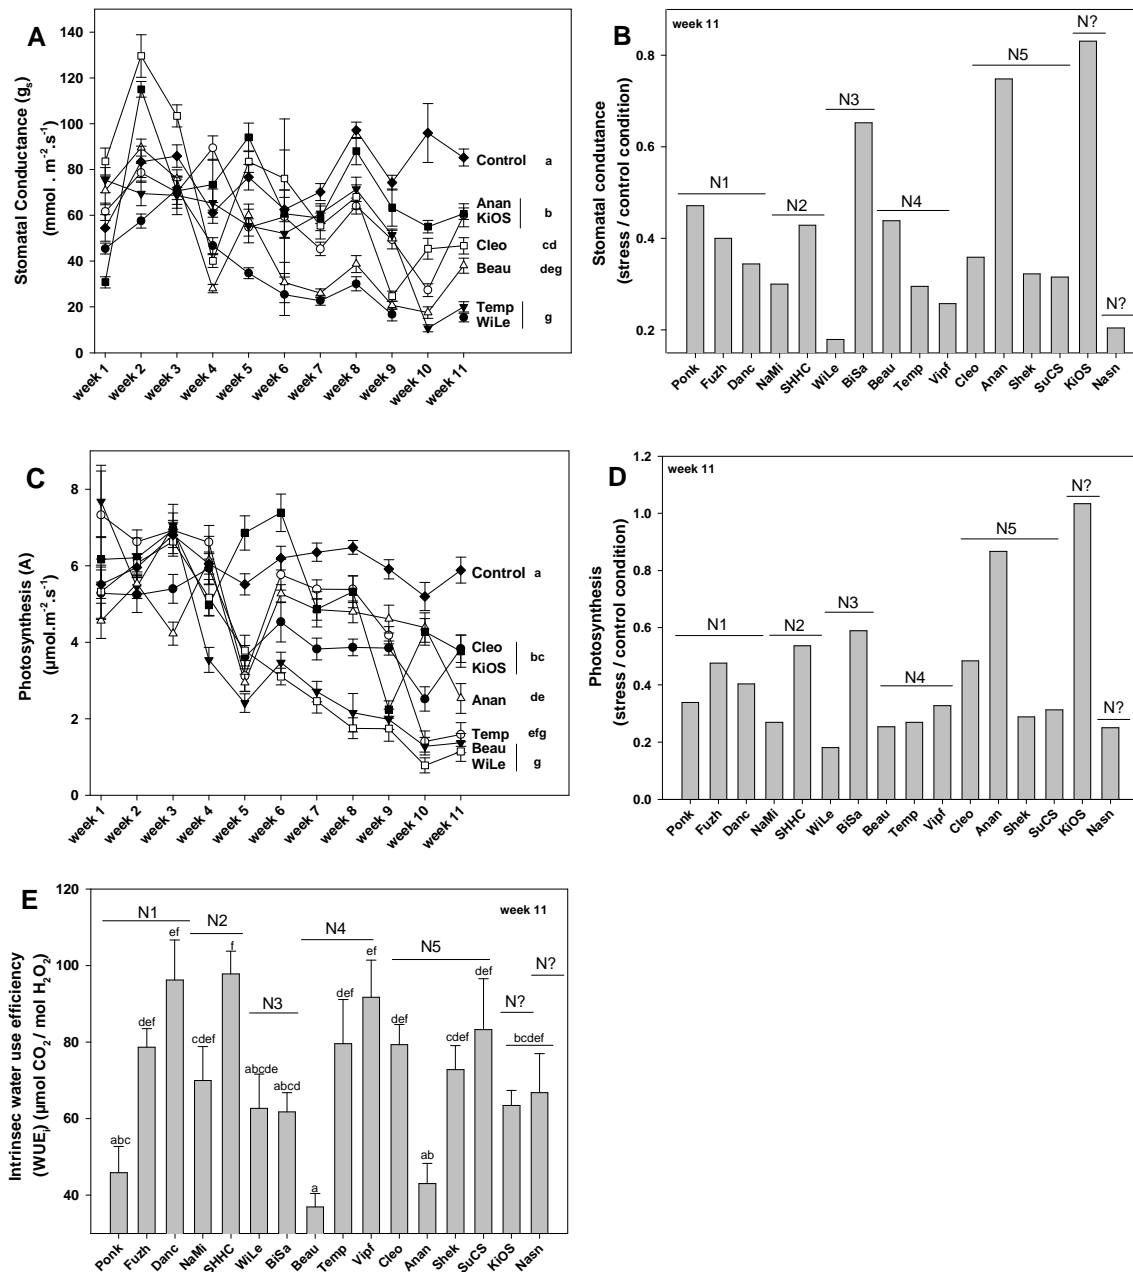 A
Stomatal Conductance (gs)
(mmol . m-2.s-1)
160
140
120
100
80
60
40
20
0
Control a
Anan
KiOS b
Cleo cd
Beau deg
Temp
WiLe g
week 1
week 2
week 3
week 4
week 5
week 6
week 7
week 8
week 9
week 10
week 11
B
week 11
Stomatal condutance
(stress / control condition)
0.8
0.6
0.4
0.2
N1
N2
N3
N4
N5
N?
N?
Ponk
Fuzh
Danc
NaMi
SHHC
WiLe
BiSa
Beau
Temp
Vipf
Cleo
Anan
Shek
SuCS
KiOS
Nasn
C
Photosynthesis (A)
(µmol.m-2.s-1)
8
6
4
2
0
Control a
Cleo
KiOS bc
Anan de
Temp efg
Beau
WiLe g
week 1
week 2
week 3
week 4
week 5
week 6
week 7
week 8
week 9
week 10
week 11
D
week 11
Photosynthesis
(stress / control condition)
1.2
1.0
0.8
0.6
0.4
0.2
0.0
N1
N2
N3
N4
N5
N?
N?
Ponk
Fuzh
Danc
NaMi
SHHC
WiLe
BiSa
Beau
Temp
Vipf
Cleo
Anan
Shek
SuCS
KiOS
Nasn
E
week 11
Intrinsec water use efficiency
(WUEi) (µmol CO2 / mol H2O2)
120
100
80
60
40
N1
N2
N3
N4
N5
N?
N?
abc
def
ef
cdef
f
abcde
abcd
a
def
ef
def
ab
cdef
def
bcdef
Ponk
Fuzh
Danc
NaMi
SHHC
WiLe
BiSa
Beau
Temp
Vipf
Cleo
Anan
Shek
SuCS
KiOS
Nasn